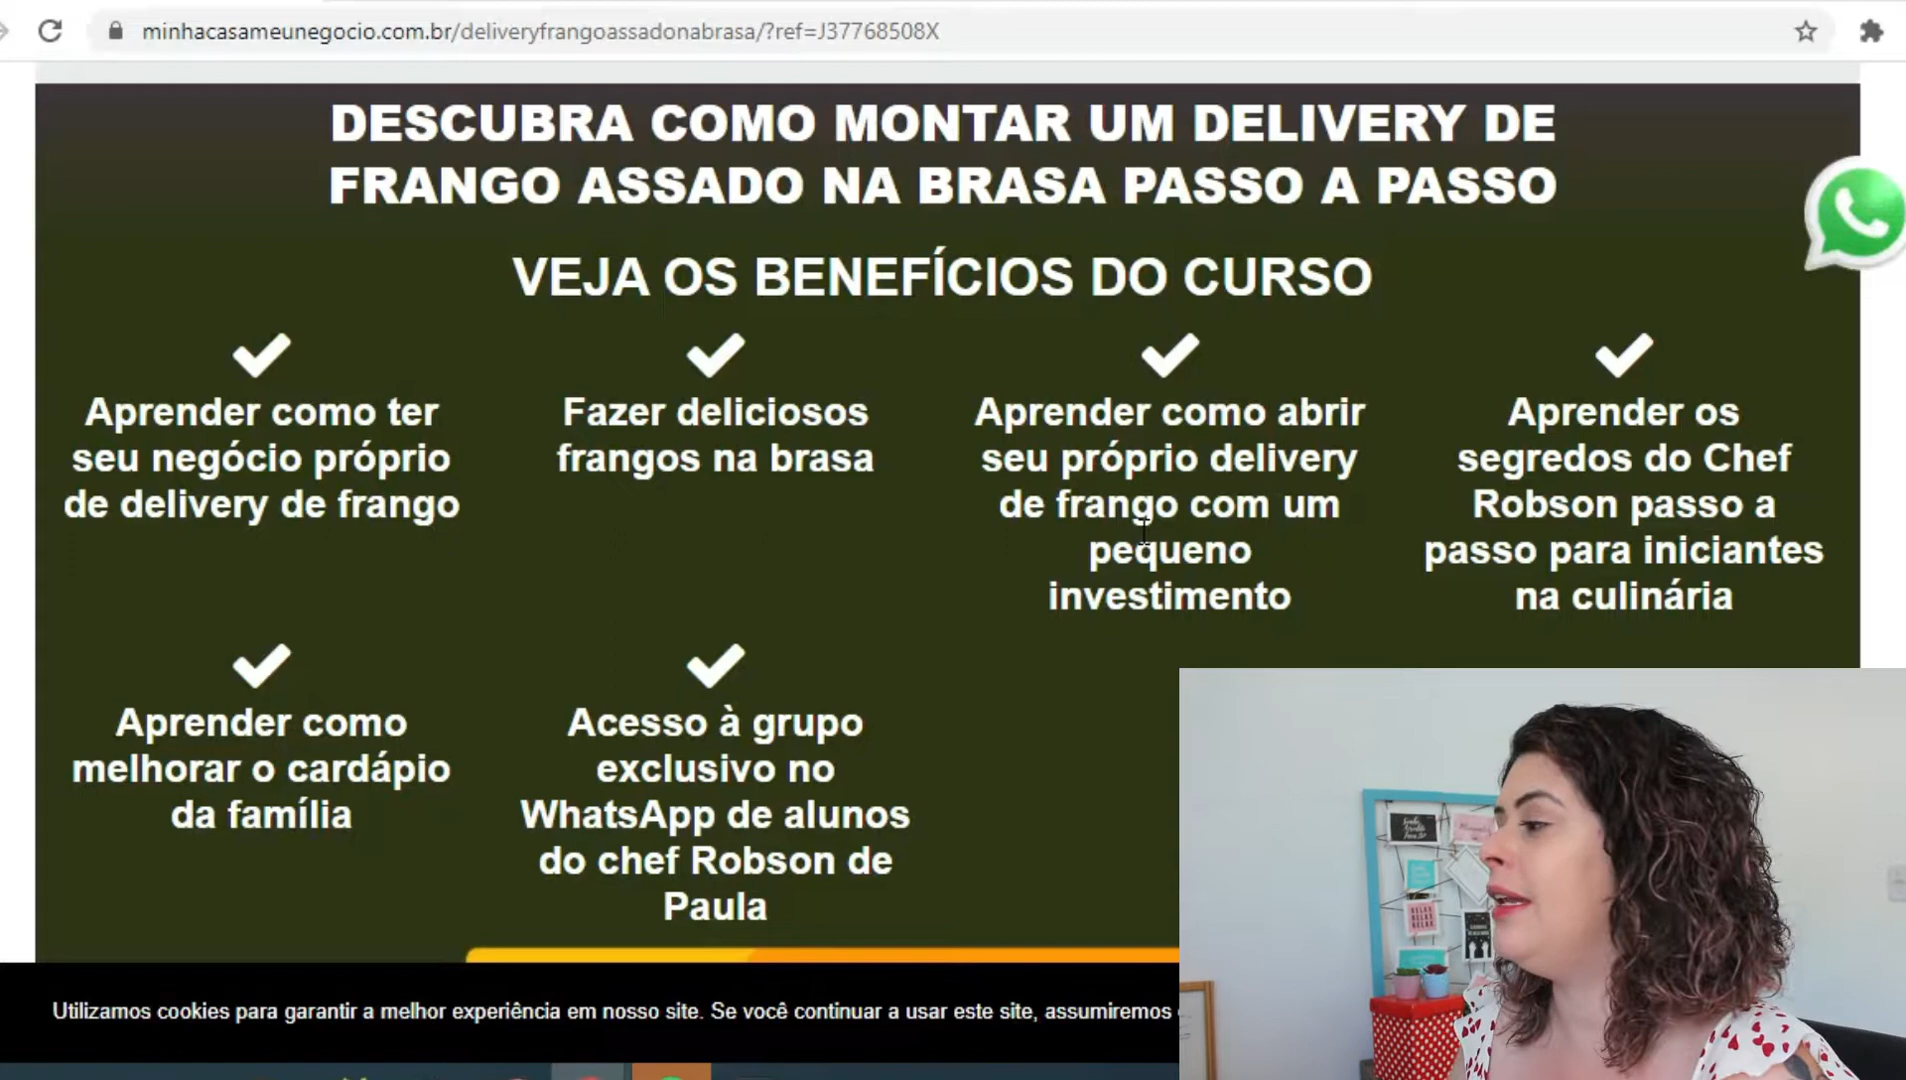 minhacasameunegocio.com.br/deliveryfrangoassadonabrasa/?ref=J37768508X
DESCUBRA COMO MONTAR UM DELIVERY DE
FRANGO ASSADO NA BRASA PASSO A PASSO
VEJA OS BENEFÍCIOS DO CURSO
Aprender como ter
seu negócio próprio
de delivery de frango
Fazer deliciosos
frangos na brasa
Aprender como abrir
seu próprio delivery
de frango com um
pequeno
investimento
Aprender os
segredos do Chef
Robson passo a
passo para iniciantes
na culinária
Aprender como
melhorar o cardápio
da família
Acesso à grupo
exclusivo no
WhatsApp de alunos
do chef Robson de
Paula
Utilizamos cookies para garantir a melhor experiência em nosso site. Se você continuar a usar este site, assumiremos